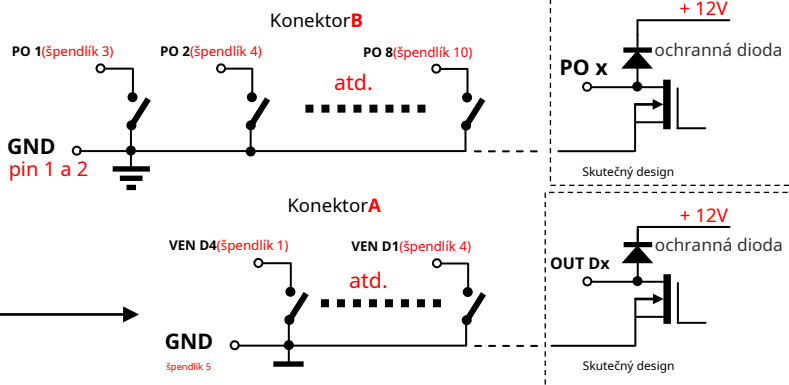 KonektorB
PO 1(špendlík 3)
PO 2(špendlík 4)
PO 8(špendlík 10)
atd.
GND
pin 1 a 2
+ 12V
ochranná dioda
PO x
Skutečný design
KonektorA
VEN D4(špendlík 1)
VEN D1(špendlík 4)
atd.
GND
špendlík 5
+ 12V
ochranná dioda
OUT Dx
Skutečný design